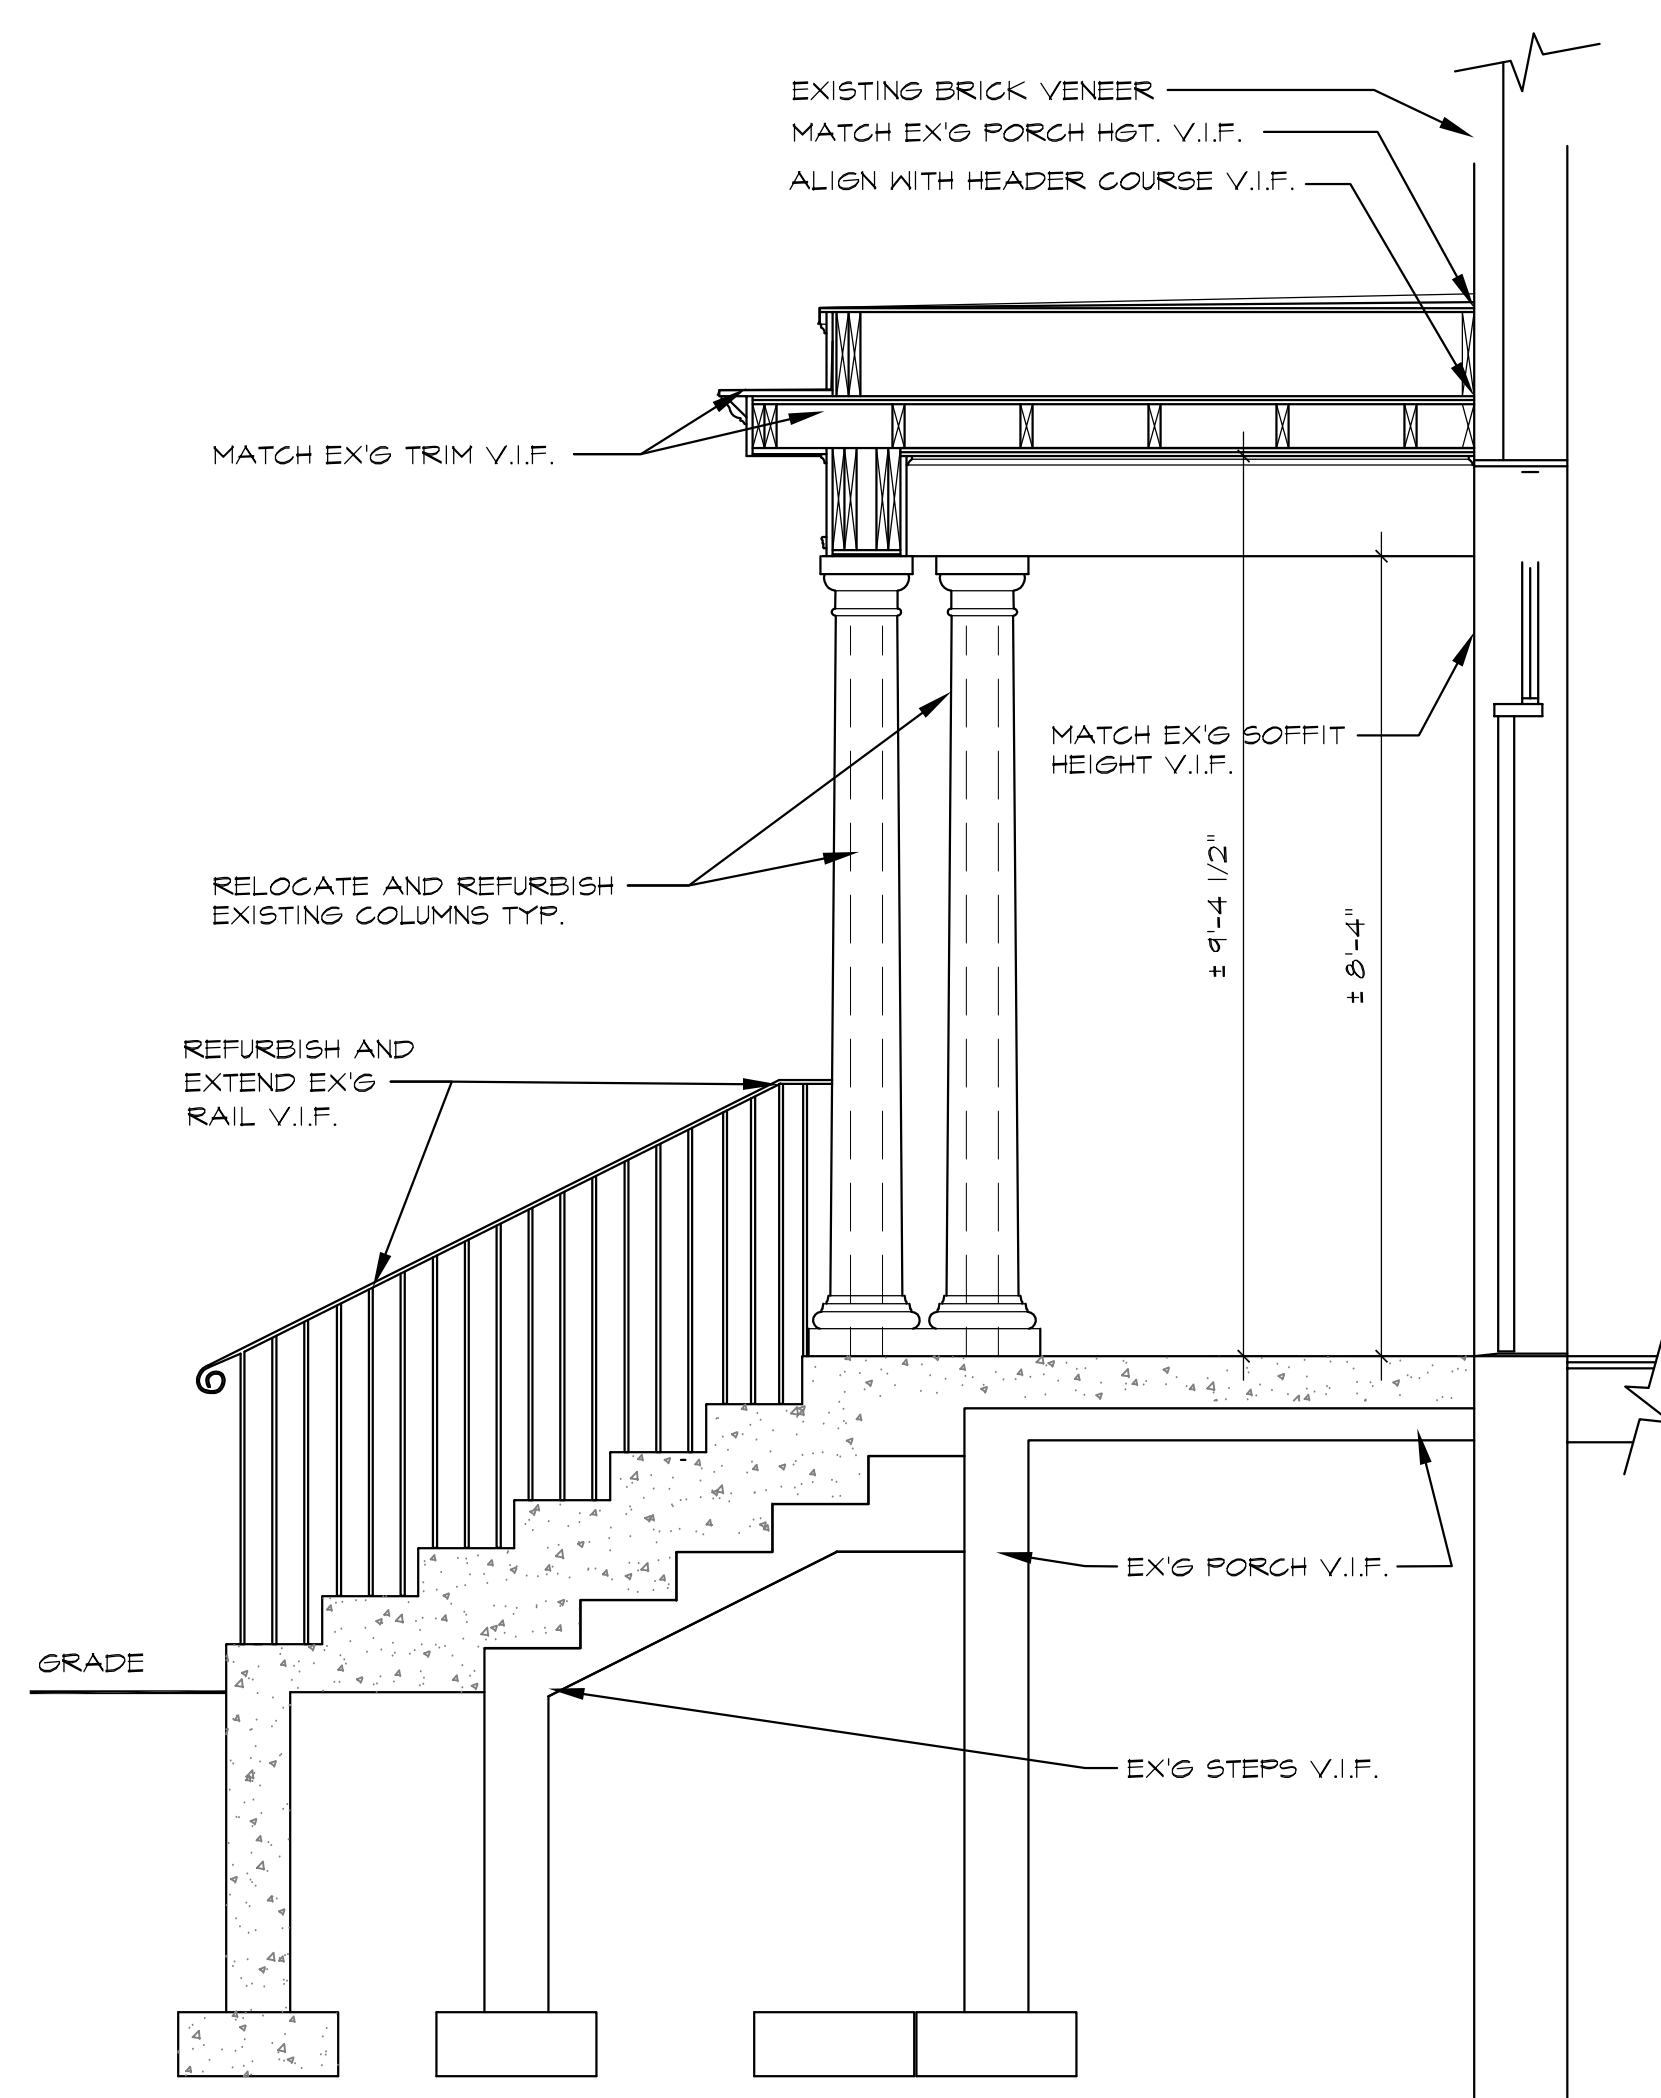 EXISTING BRICK VENEER
MATCH EX'G PORCH HGT. V.I.F.
ALIGN WITH HEADER COURSE V.I.F.
MATCH EX'G TRIM V.I.F.
MATCH EX'G SOFFIT
HEIGHT V.I.F.
± 9'-4 1/2"
± 8'-4"
RELOCATE AND REFURBISH
EXISTING COLUMNS TYP.
REFURBISH AND
EXTEND EX'G
RAIL V.I.F.
EX'G PORCH V.I.F.
GRADE
EX'G STEPS V.I.F.